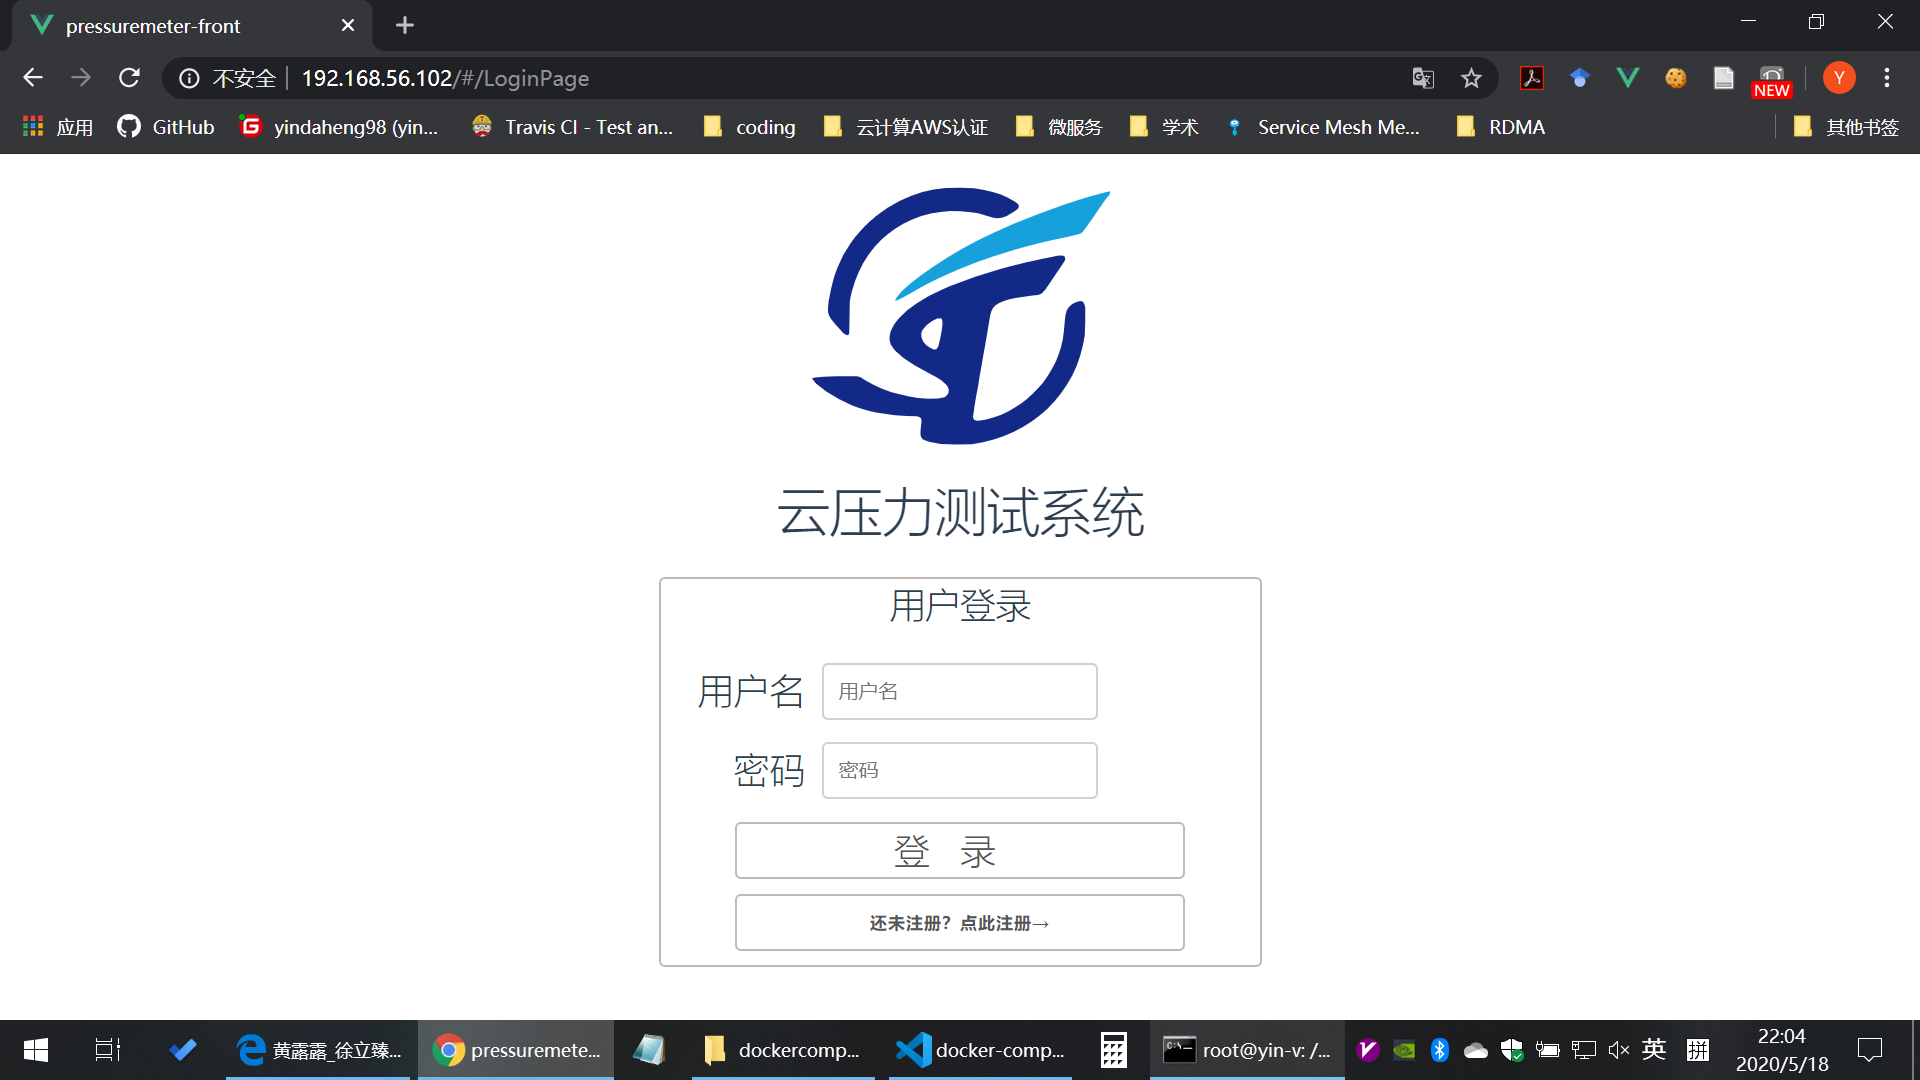 pressuremeter-front
不安全 192.168.56.102/#/LoginPage
NEW
Y
应用 GitHub yindaheng98 (yin... Travis CI - Test an... coding 云计算AWS认证 微服务 学术 Service Mesh Me... RDMA 其他书签
云压力测试系统
用户登录
用户名 用户名
密码 密码
登 录
还未注册？点此注册→
黄露露_徐立臻... pressuremete... dockercomp... docker-comp... root@yin-v: /... 英 拼
22:04
2020/5/18